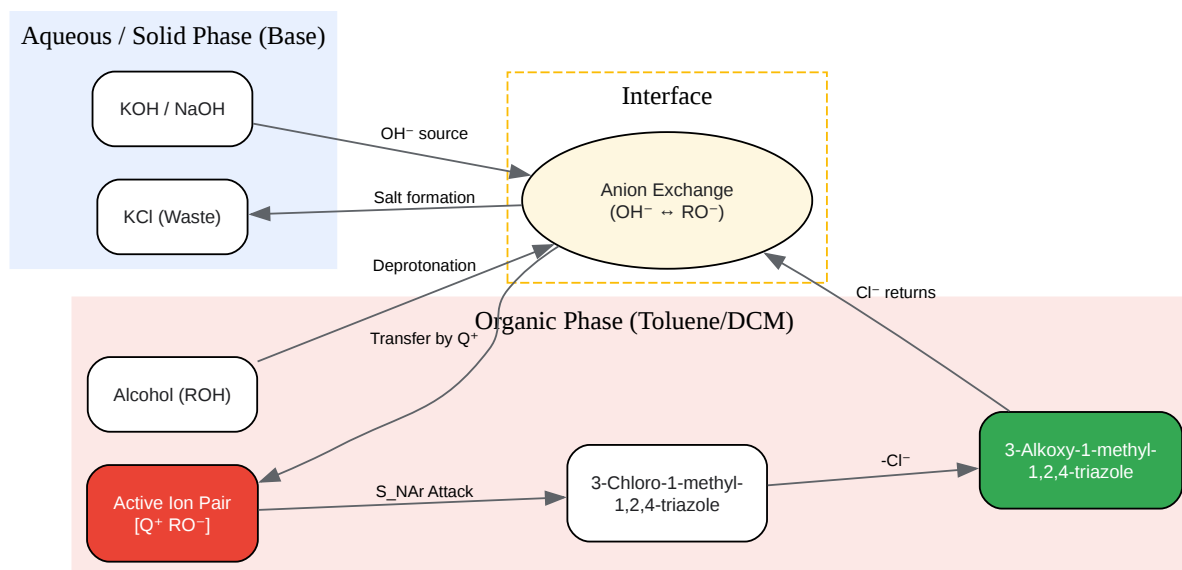 Aqueous / Solid Phase (Base)
KOH / NaOH
OH⁻ source
Interface
KCl (Waste)
Salt formation
Anion Exchange
(OH⁻ ↔ RO⁻)
Deprotonation
Cl⁻ returns
Organic Phase (Toluene/DCM)
Transfer by Q⁺
Alcohol (ROH)
Active Ion Pair
[Q⁺ RO⁻]
S_NAr Attack
3-Chloro-1-methyl-
1,2,4-triazole
-Cl⁻
3-Alkoxy-1-methyl-
1,2,4-triazole